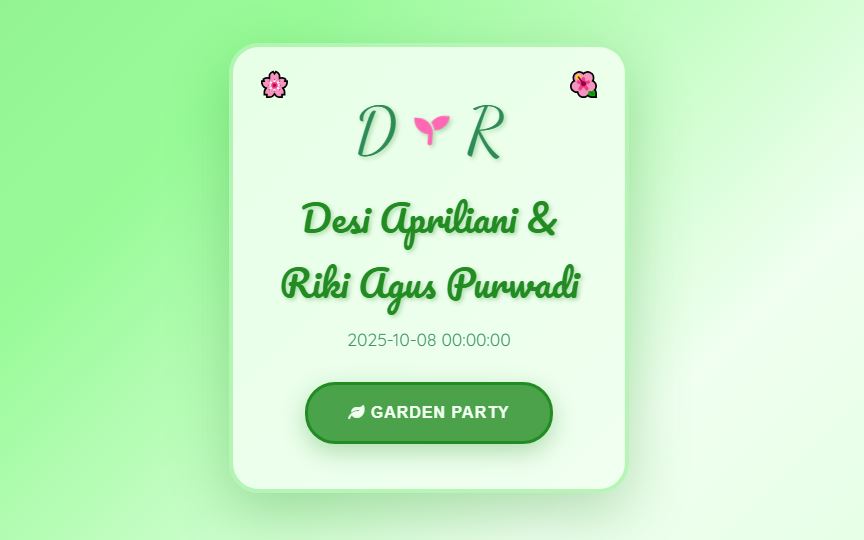 D R
Desi Apriliani &
Riki Agus Purwadi
2025-10-08 00:00:00
GARDEN PARTY